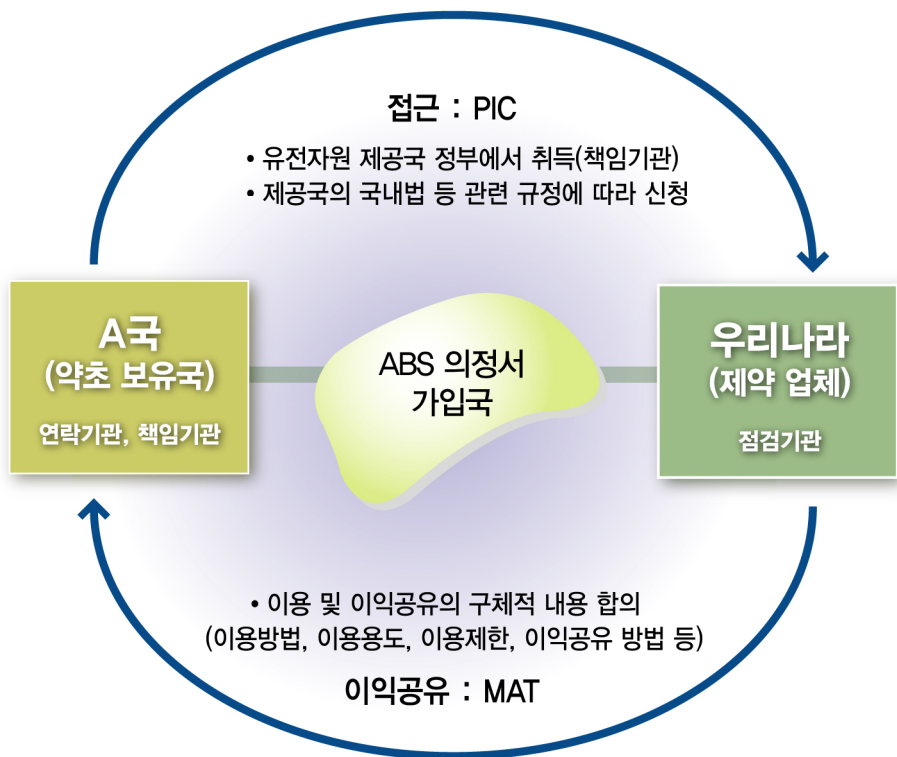 접근 : PIC
• 유전자원 제공국 정부에서 취득(책임기관)
• 제공국의 국내법 등 관련 규정에 따라 신청
A국
(약초 보유국)
연락기관, 책임기관
ABS 의정서
가입국
우리나라
(제약 업체)
점검기관
• 이용 및 이익공유의 구체적 내용 합의
(이용방법, 이용용도, 이용제한, 이익공유 방법 등)
이익공유 : MAT